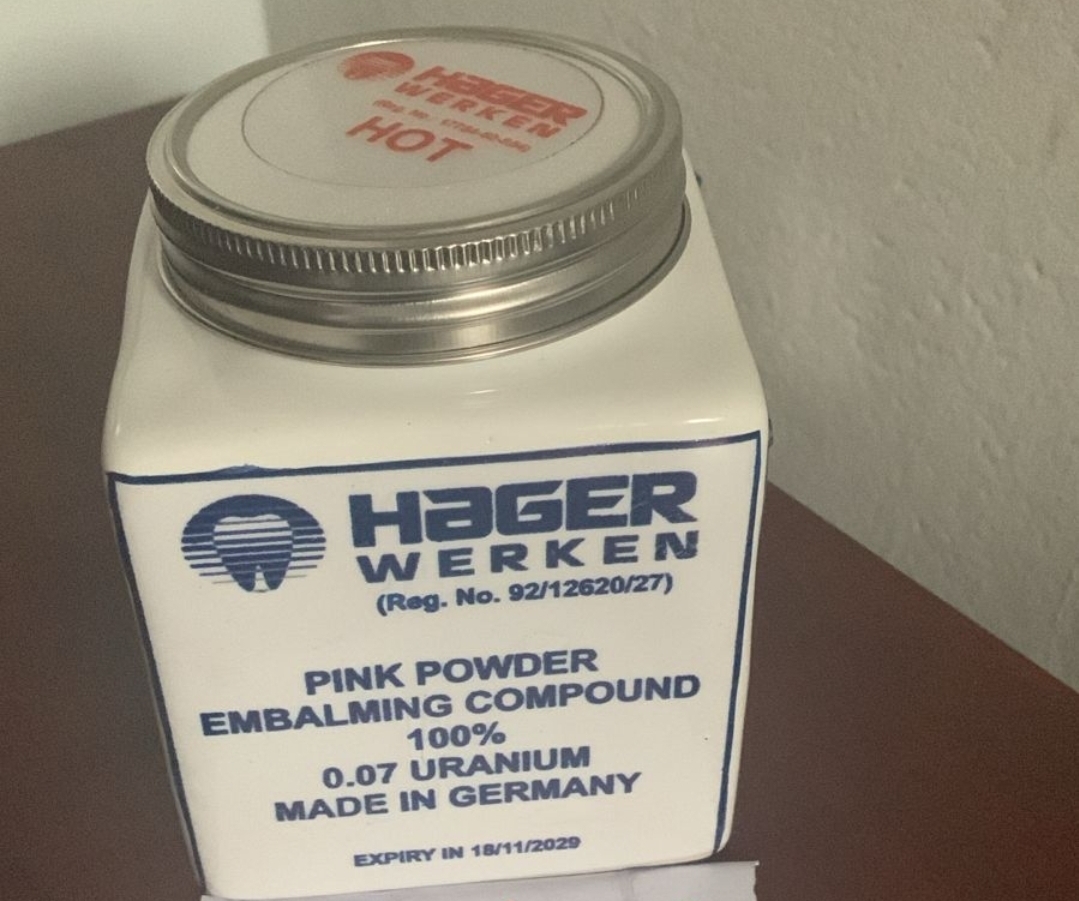 HAGER
WERKEN
HOT
HAGER
WERKEN
(Reg. No. 92/12620/27)
PINK POWDER
EMBALMING COMPOUND
100%
0.07 URANIUM
MADE IN GERMANY
EXPIRY IN 18/11/2029